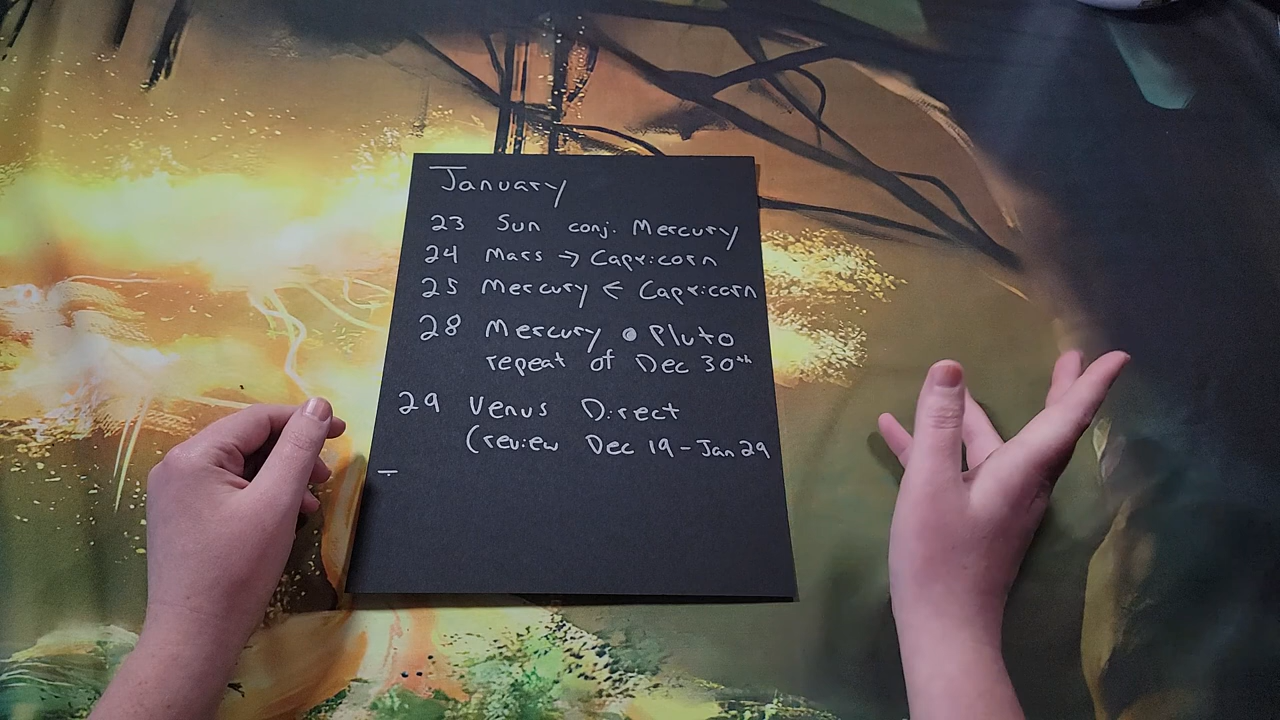 January
23 Sun conj. Mercury
24 Mars → Capricorn
25 Mercury ← Capricorn
28 Mercury ● Pluto
repeat of Dec 30th
29 Venus Direct
(review Dec 19 - Jan 29